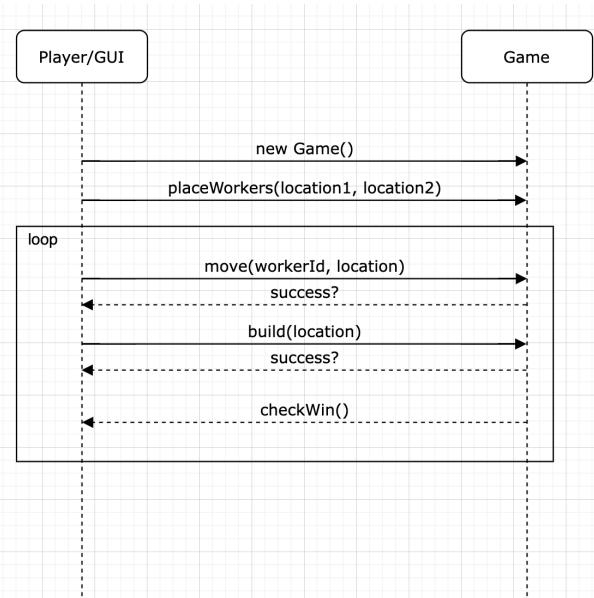 Player/GUI
Game
new Game()
placeWorkers(location1, location2)
loop
move(workerId, location)
success?
build(location)
success?
checkWin()